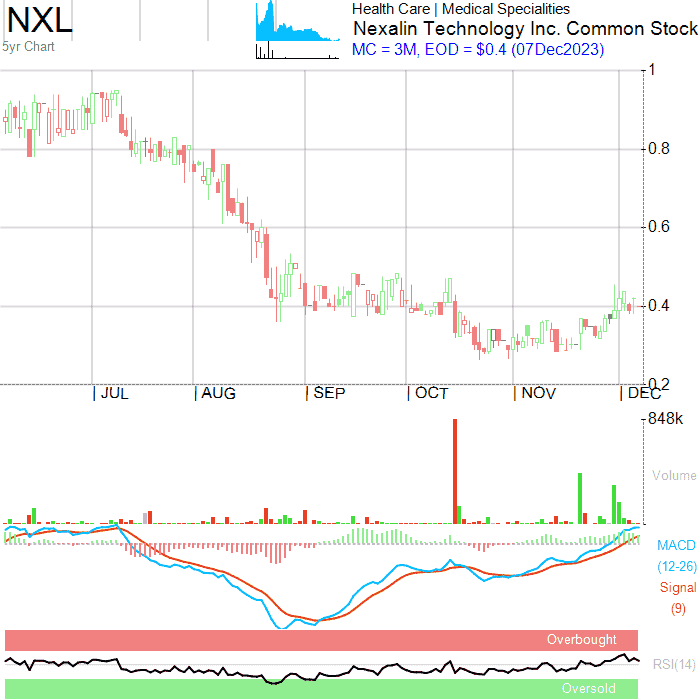 NXL
5yr Chart
Health Care | Medical Specialities
Nexalin Technology Inc. Common Stock
MC = 3M, EOD = $0.4 (07Dec2023)
1
0.8
0.6
0.4
0.2
| JUL | AUG | SEP | OCT | NOV | DEC
848k
Volume
MACD
(12-26)
Signal
(9)
Overbought
RSI(14)
Oversold